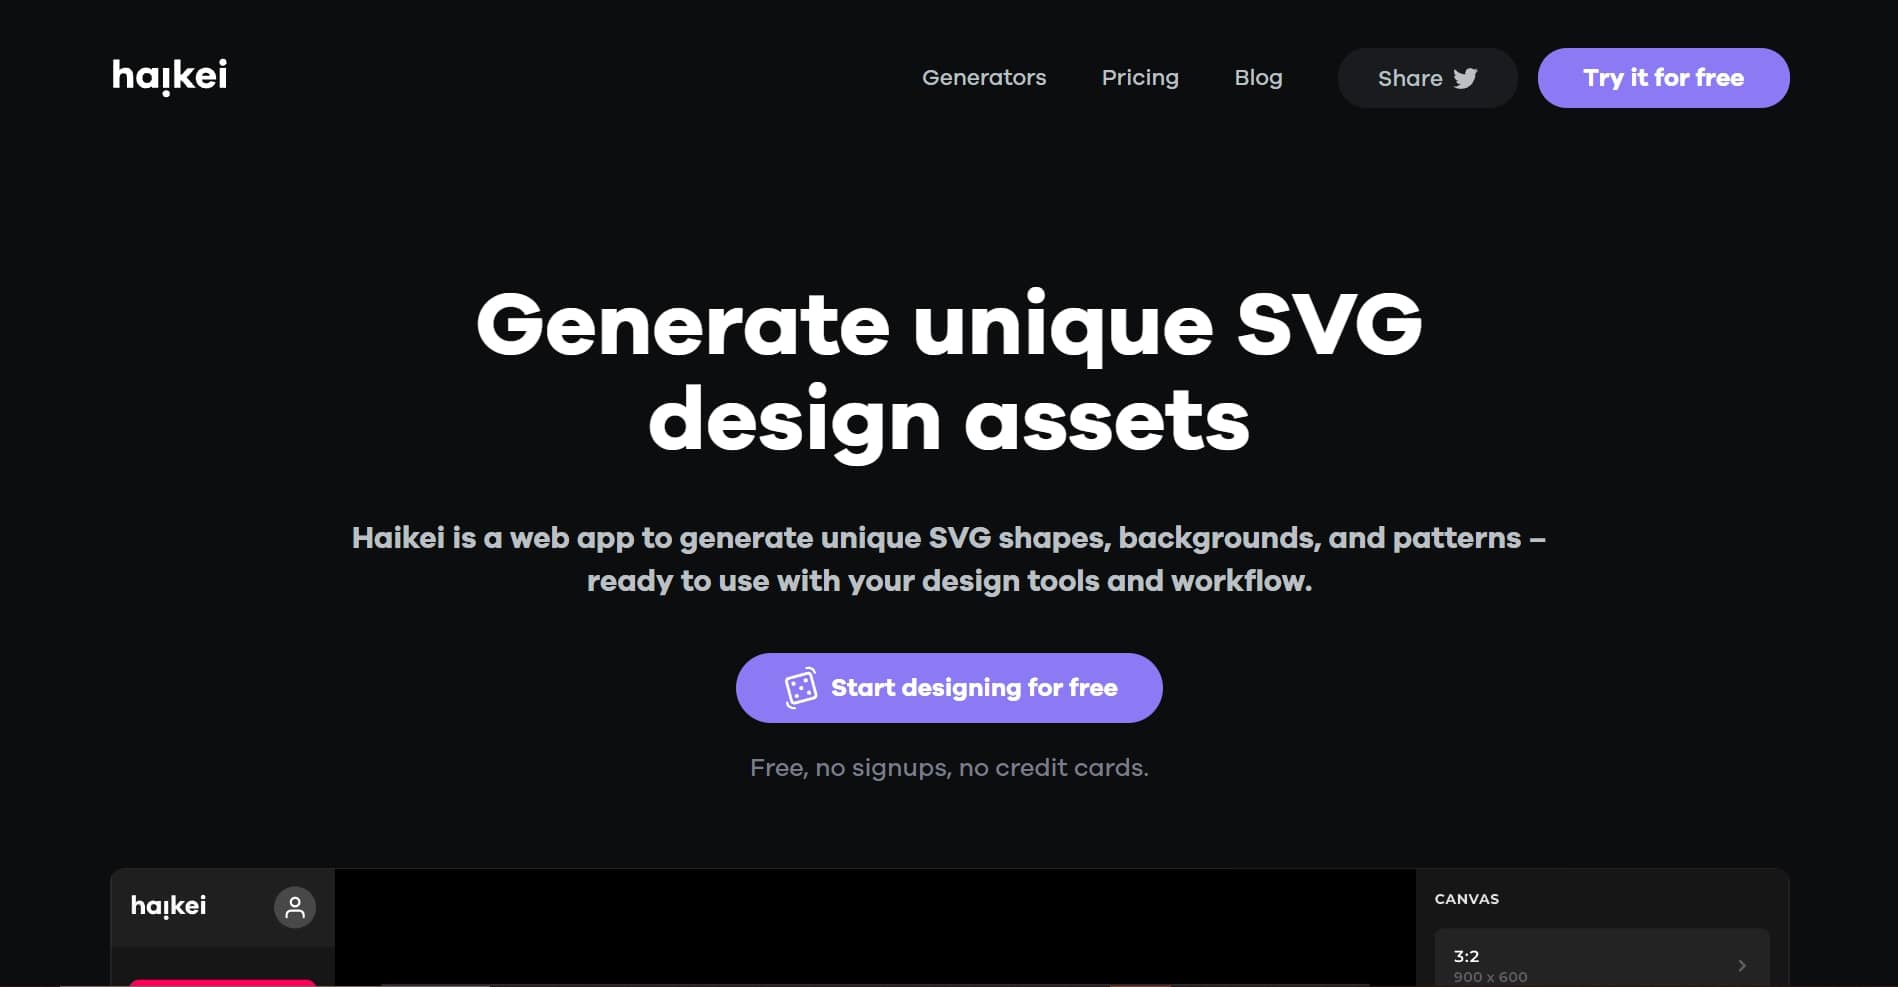 haikei
Generators
Pricing
Blog
Share
Try it for free
Generate unique SVG
design assets
Haikei is a web app to generate unique SVG shapes, backgrounds, and patterns –
ready to use with your design tools and workflow.
Start designing for free
Free, no signups, no credit cards.
haikei
CANVAS
3:2
900 x 600